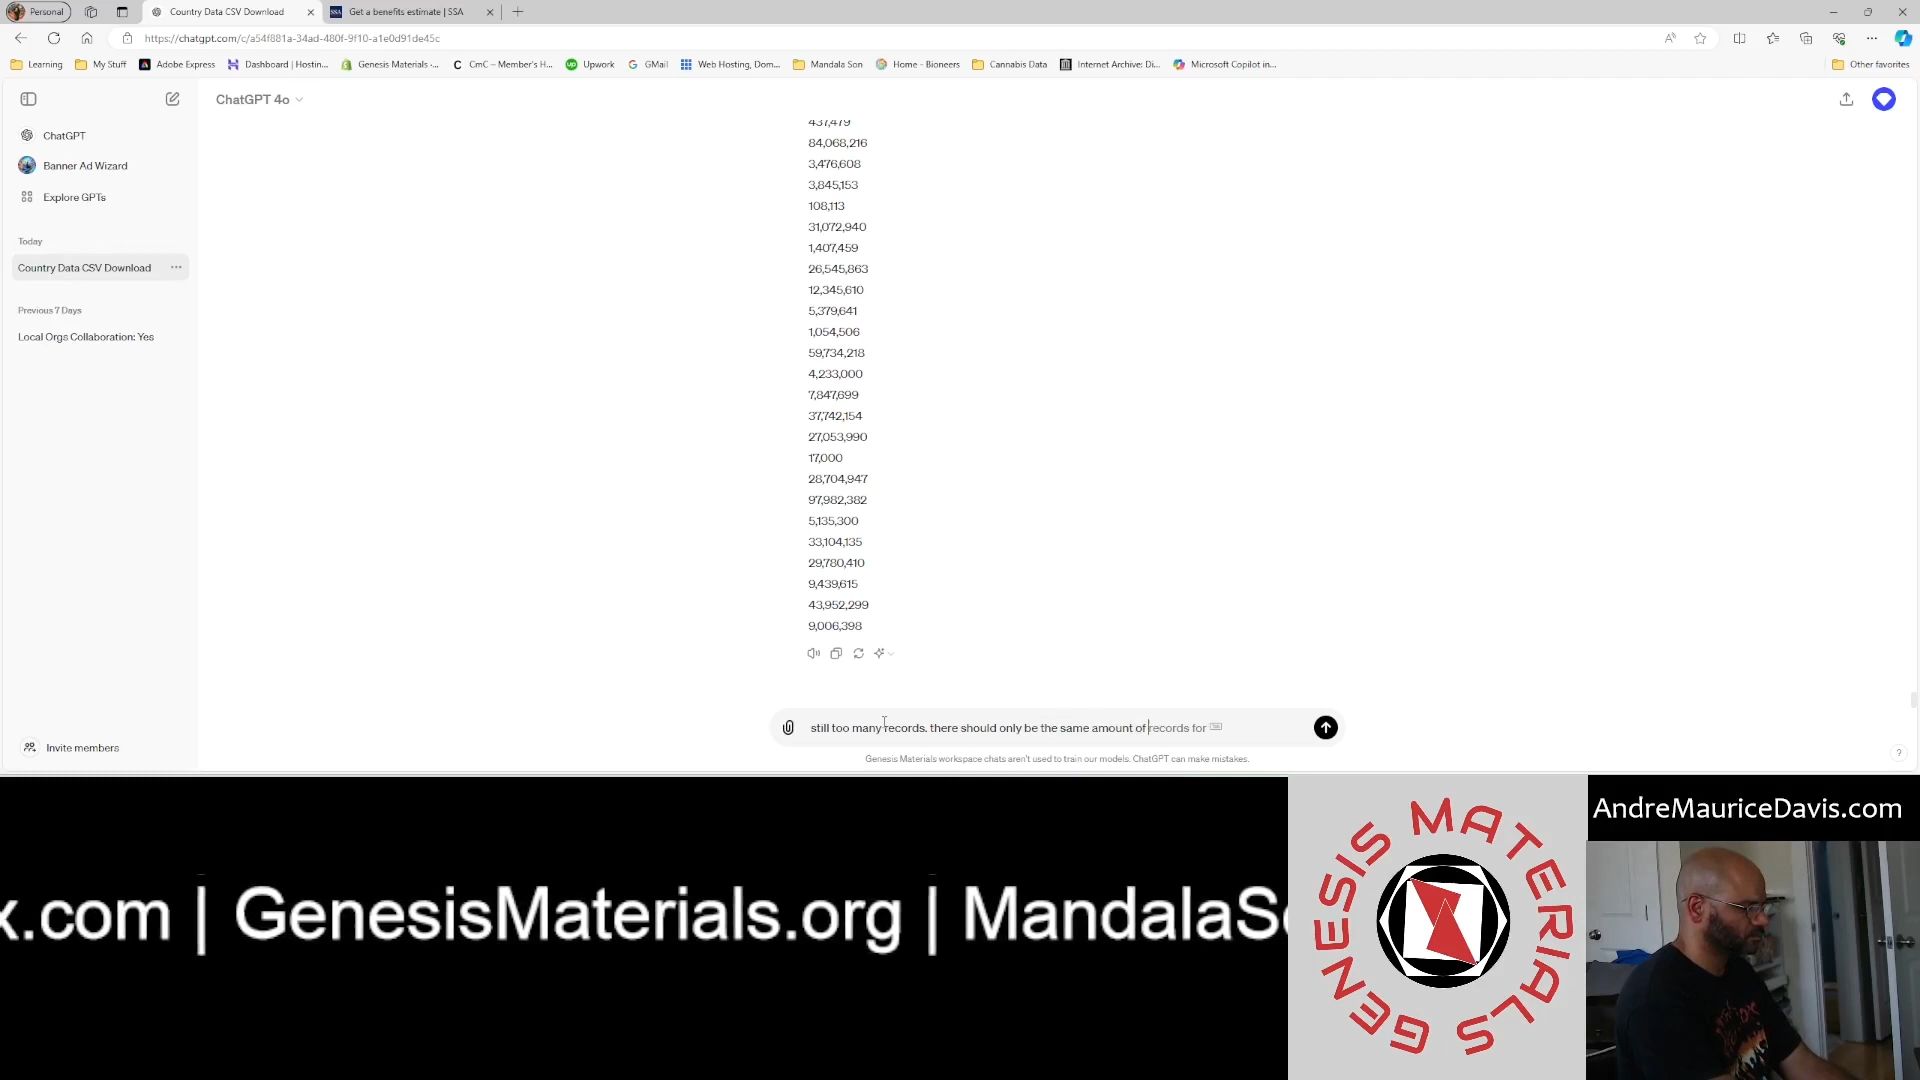 Personal
Country Data CSV Download
Get a benefits estimate | SSA
https://chatgpt.com/c/a54f881a-34ad-480f-9f10-a1e0d91de45c
Learning
My Stuff
Adobe Express
Dashboard | Hostin...
Genesis Materials -...
CmC – Member's H...
Upwork
GMail
Web Hosting, Dom...
Mandala Son
Home - Bioneers
Cannabis Data
Internet Archive: Di...
Microsoft Copilot in...
Other favorites
ChatGPT 4o
ChatGPT
Banner Ad Wizard
Explore GPTs
Today
Country Data CSV Download
Previous 7 Days
Local Orgs Collaboration: Yes
Invite members
437,479
84,068,216
3,476,608
3,845,153
108,113
31,072,940
1,407,459
26,545,863
12,345,610
5,379,641
1,054,506
59,734,218
4,233,000
7,847,699
37,742,154
27,053,990
17,000
28,704,947
97,982,382
5,135,300
33,104,135
29,780,410
9,439,615
43,952,299
9,006,398
still too many records. there should only be the same amount of records for
Genesis Materials workspace chats aren't used to train our models. ChatGPT can make mistakes.
?
x.com | GenesisMaterials.org | MandalaSo
GENESIS MATERIALS
AndreMauriceDavis.com